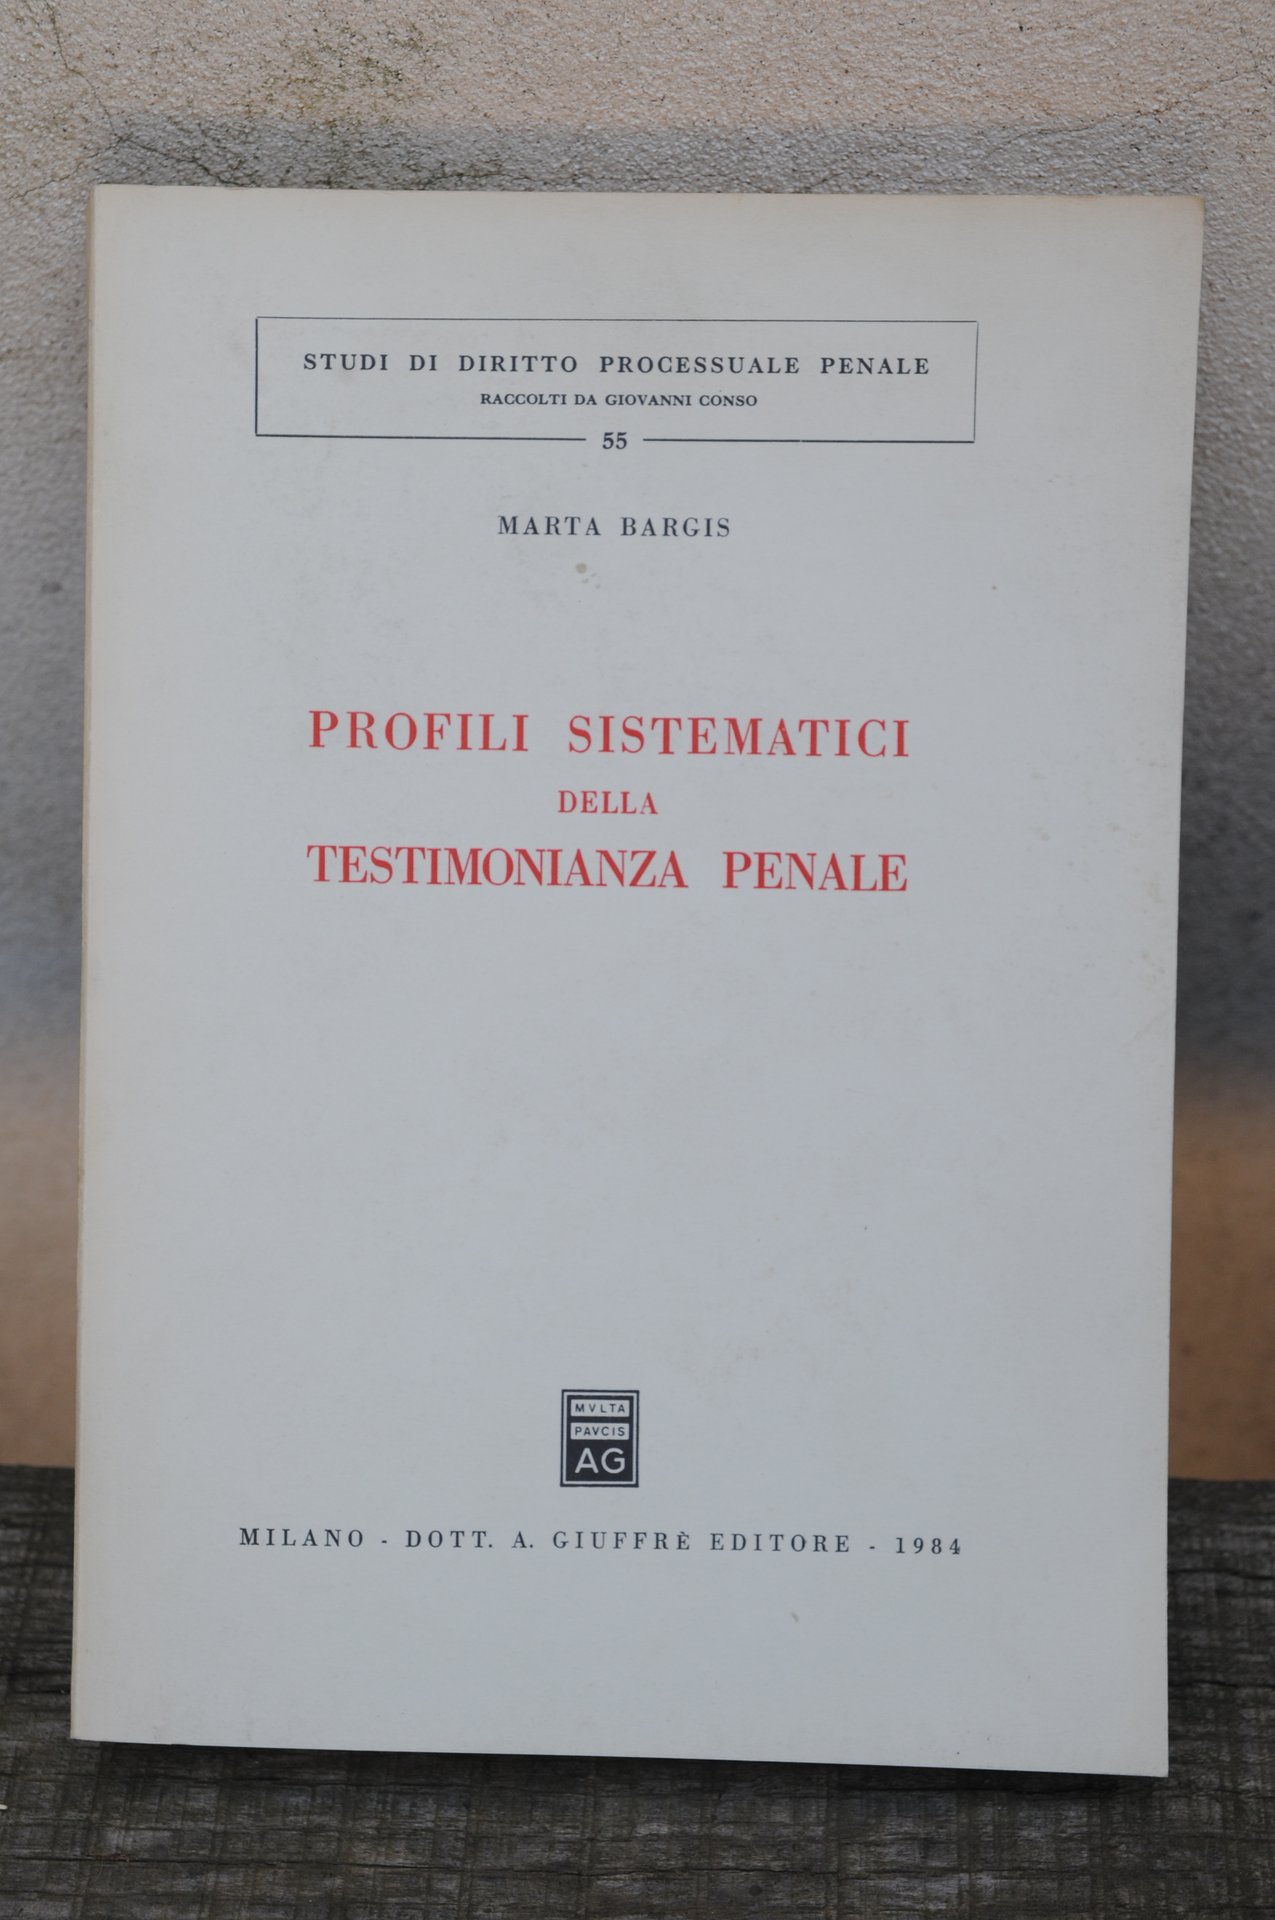 STUDI DI DIRITTO PROCESSUALE PENALE
RACCOLTI DA GIOVANNI CONSO
55
MARTA BARGIS
PROFILI SISTEMATICI
DELLA
TESTIMONIANZA PENALE
MVLTA
PAVCIS
AG
MILANO - DOTT. A. GIUFFRÈ EDITORE - 1984